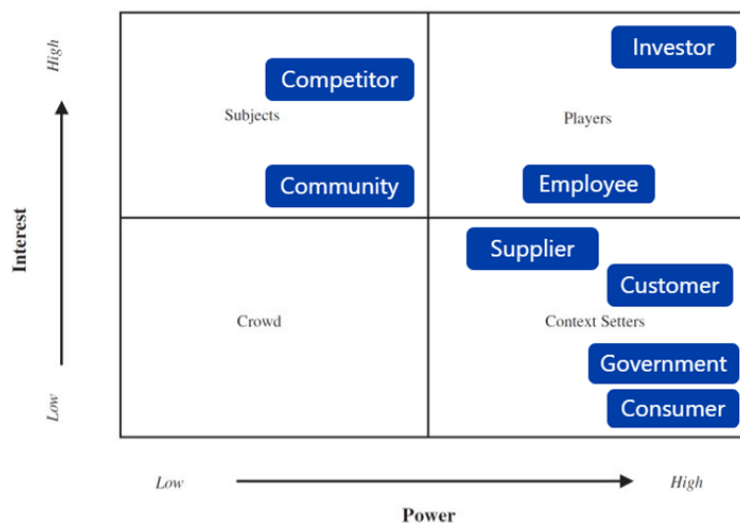 High
Investor
Competitor
Subjects
Players
Community
Employee
Interest
Supplier
Customer
Crowd
Context Setters
Government
Consumer
Low
Low
High
Power